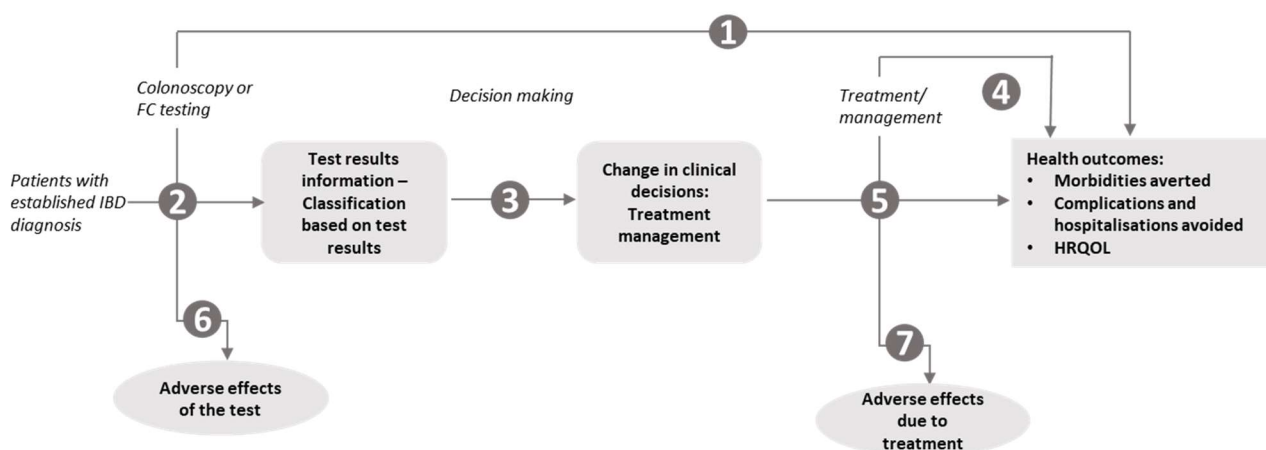 1
Colonoscopy or
FC testing
Decision making
Treatment/
management
4
Patients with
established IBD
diagnosis
2
Test results
information –
Classification
based on test
results
3
Change in clinical
decisions:
Treatment
management
5
Health outcomes:
• Morbidities averted
• Complications and
hospitalisations avoided
• HRQOL
6
Adverse effects
of the test
7
Adverse effects
due to
treatment